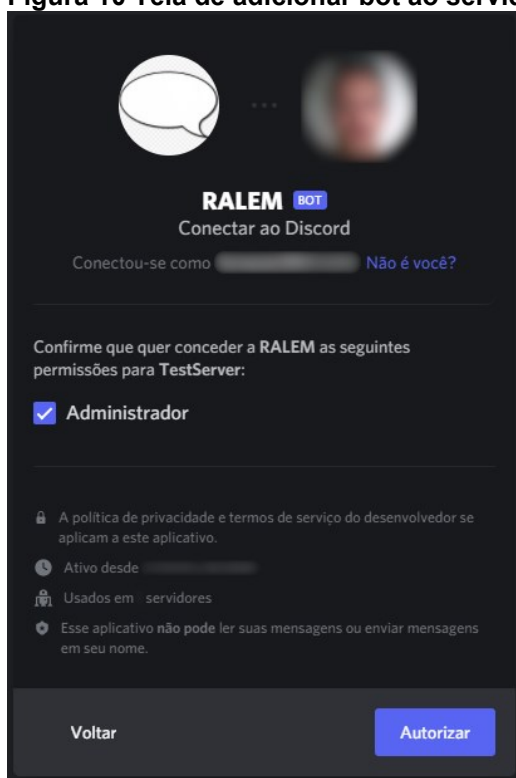 Figura 10 Tela de adicionar bot ao servi
RALEM BOT
Conectar ao Discord
Conectou-se como Não é você?
Confirme que quer conceder a RALEM as seguintes
permissões para TestServer:
Administrador
A política de privacidade e termos de serviço do desenvolvedor se
aplicam a este aplicativo.
Ativo desde
Usados em servidores
Esse aplicativo não pode ler suas mensagens ou enviar mensagens
em seu nome.
Voltar
Autorizar